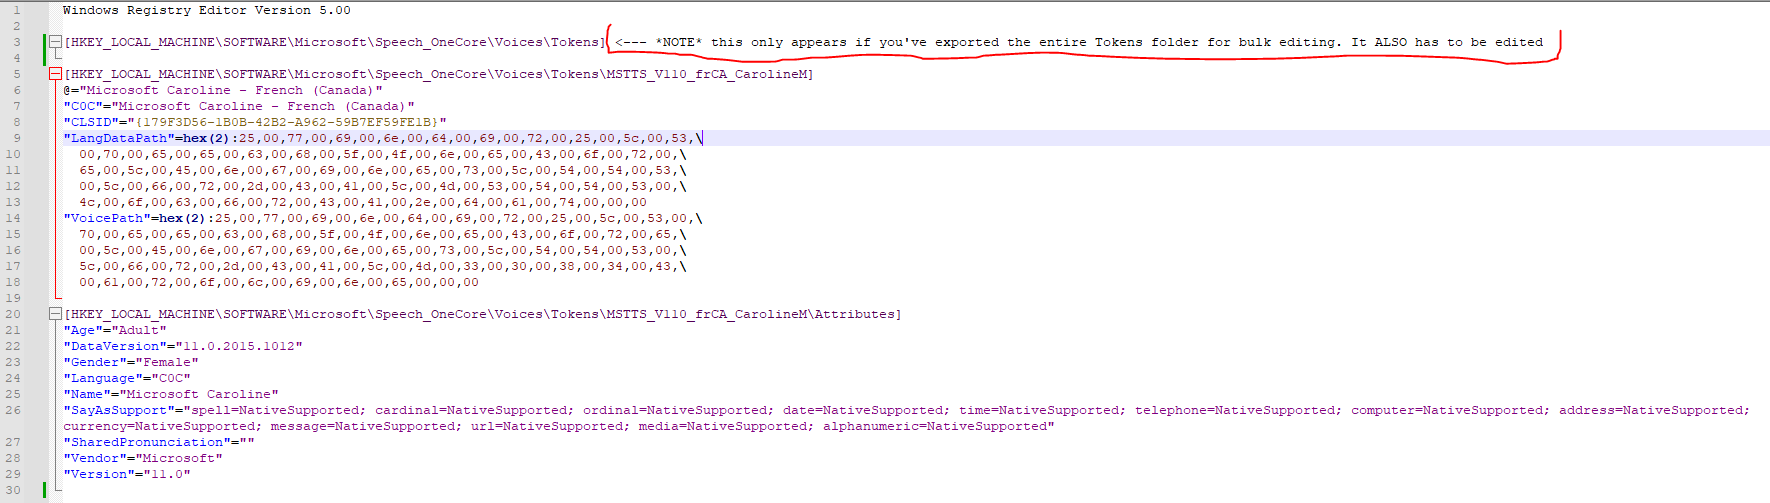 1 Windows Registry Editor Version 5.00
2
3 [HKEY_LOCAL_MACHINE\SOFTWARE\Microsoft\Speech_OneCore\Voices\Tokens] <--- *NOTE* this only appears if you've exported the entire Tokens folder for bulk editing. It ALSO has to be edited
4
5 [HKEY_LOCAL_MACHINE\SOFTWARE\Microsoft\Speech_OneCore\Voices\Tokens\MSTTS_V110_frCA_CarolineM]
6 @="Microsoft Caroline - French (Canada)"
7 "C0C"="Microsoft Caroline - French (Canada)"
8 "CLSID"="{179F3D56-1B0B-42B2-A962-59B7EF59FE1B}"
9 "LangDataPath"=hex(2):25,00,77,00,69,00,6e,00,64,00,69,00,72,00,25,00,5c,00,53,\
10 00,70,00,65,00,65,00,63,00,68,00,5f,00,4f,00,6e,00,65,00,43,00,6f,00,72,00,\
11 65,00,5c,00,45,00,6e,00,67,00,69,00,6e,00,65,00,73,00,5c,00,54,00,54,00,53,\
12 00,5c,00,66,00,72,00,2d,00,43,00,41,00,5c,00,4d,00,53,00,54,00,54,00,53,00,\
13 4c,00,6f,00,63,00,66,00,72,00,43,00,41,00,2e,00,64,00,61,00,74,00,00,00
14 "VoicePath"=hex(2):25,00,77,00,69,00,6e,00,64,00,69,00,72,00,25,00,5c,00,53,00,\
15 70,00,65,00,65,00,63,00,68,00,5f,00,4f,00,6e,00,65,00,43,00,6f,00,72,00,65,\
16 00,5c,00,45,00,6e,00,67,00,69,00,6e,00,65,00,73,00,5c,00,54,00,54,00,53,00,\
17 5c,00,66,00,72,00,2d,00,43,00,41,00,5c,00,4d,00,33,00,30,00,38,00,34,00,43,\
18 00,61,00,72,00,6f,00,6c,00,69,00,6e,00,65,00,00,00
19
20 [HKEY_LOCAL_MACHINE\SOFTWARE\Microsoft\Speech_OneCore\Voices\Tokens\MSTTS_V110_frCA_CarolineM\Attributes]
21 "Age"="Adult"
22 "DataVersion"="11.0.2015.1012"
23 "Gender"="Female"
24 "Language"="C0C"
25 "Name"="Microsoft Caroline"
26 "SayAsSupport"="spell=NativeSupported; cardinal=NativeSupported; ordinal=NativeSupported; date=NativeSupported; time=NativeSupported; telephone=NativeSupported; computer=NativeSupported; address=NativeSupported;
currency=NativeSupported; message=NativeSupported; url=NativeSupported; media=NativeSupported; alphanumeric=NativeSupported"
27 "SharedPronunciation"=""
28 "Vendor"="Microsoft"
29 "Version"="11.0"
30